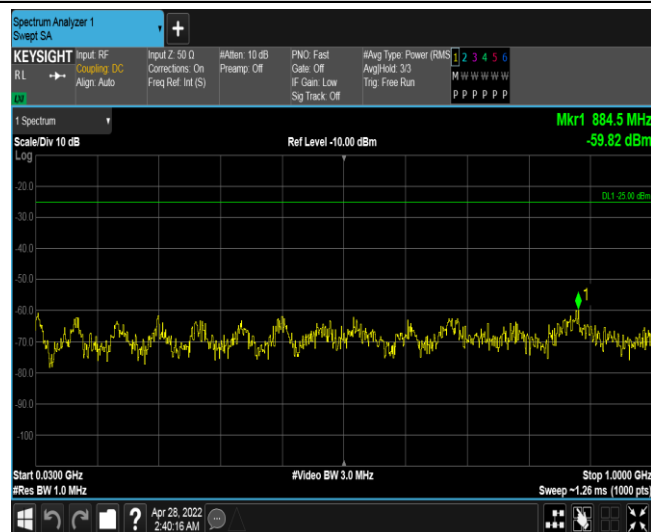 Spectrum Analyzer 1
Swept SA
+
KEYSIGHT Input: RF Input Z: 50 Ω #Atten: 10 dB PNO: Fast #Avg Type: Power (RMS 1 2 3 4 5 6
RL Coupling: DC Corrections: On Preamp: Off Gate: Off Avg|Hold: 3/3 M W W W W W
Align: Auto Freq Ref: Int (S) IF Gain: Low Trig: Free Run
Sig Track: Off P P P P P P
1 Spectrum Mkr1 884.5 MHz
Scale/Div 10 dB Ref Level -10.00 dBm -59.82 dBm
Log
-20.0
DL1 -25.00 dBm
-30.0
-40.0
-50.0
1
-60.0
-70.0
-80.0
-90.0
-100
Start 0.0300 GHz #Video BW 3.0 MHz Stop 1.0000 GHz
#Res BW 1.0 MHz Sweep ~1.26 ms (1000 pts)
? Apr 28, 2022
2:40:16 AM